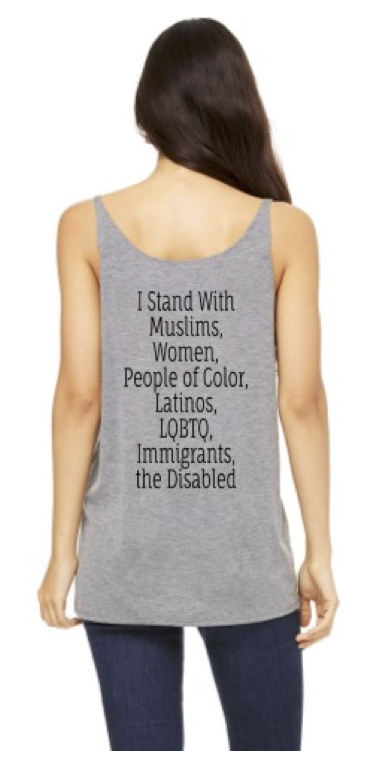 I Stand With
Muslims,
Women,
People of Color,
Latinos,
LQBTQ,
Immigrants,
the Disabled